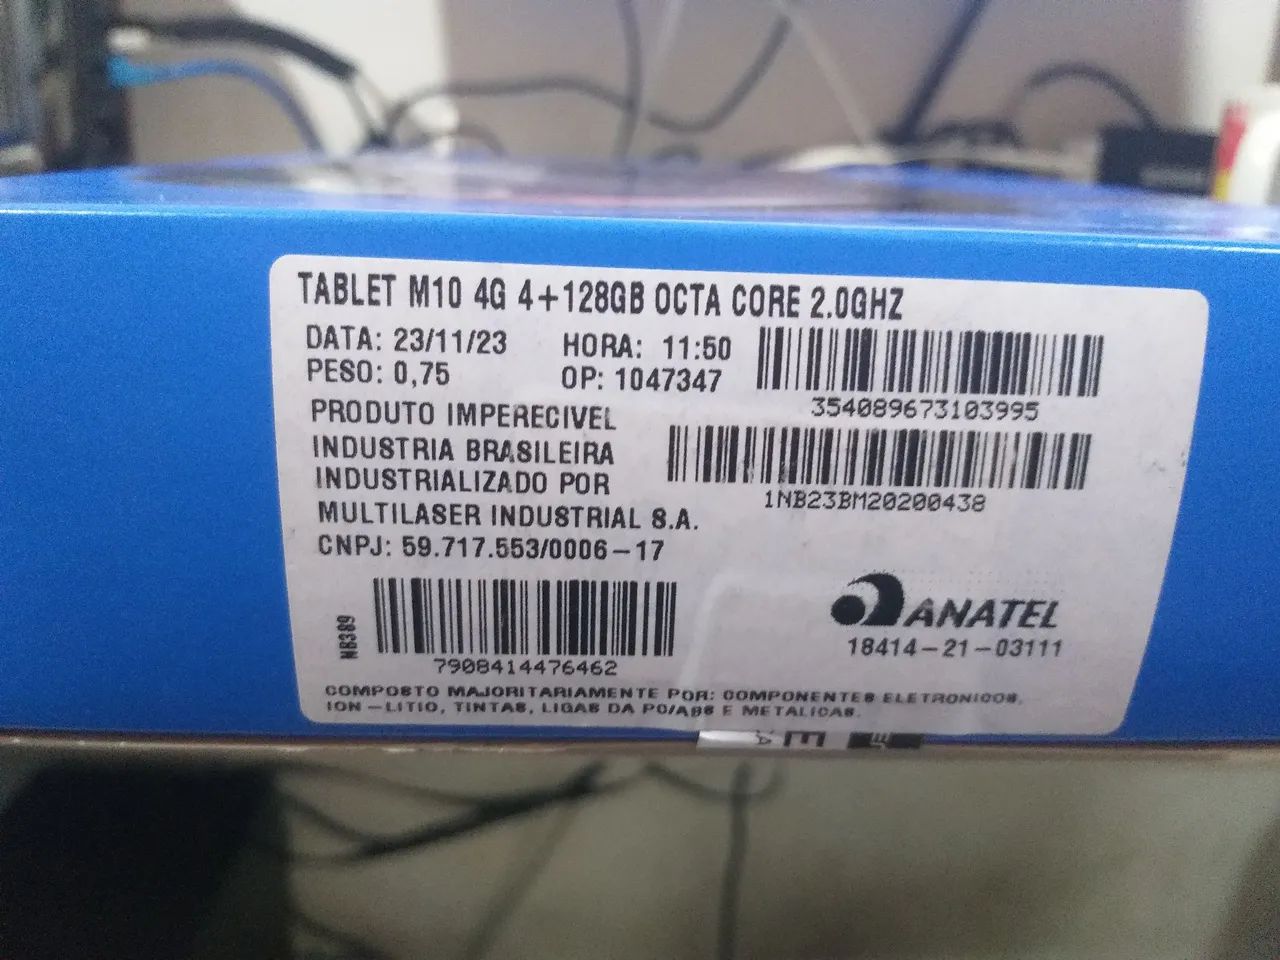 TABLET M10 4G 4+128GB OCTA CORE 2.0GHZ
DATA: 23/11/23 HORA: 11:50
PESO: 0,75 OP: 1047347
354089673103995
PRODUTO IMPERECIVEL
INDUSTRIA BRASILEIRA
INDUSTRIALIZADO POR
1NB23BM20200438
MULTILASER INDUSTRIAL S.A.
CNPJ: 59.717.553/0006-17
NB389
7908414476462
ANATEL
18414-21-03111
COMPOSTO MAJORITARIAMENTE POR: COMPONENTES ELETRONICOS,
ION-LITIO, TINTAS, LIGAS DA PC/ABS E METALICAS.